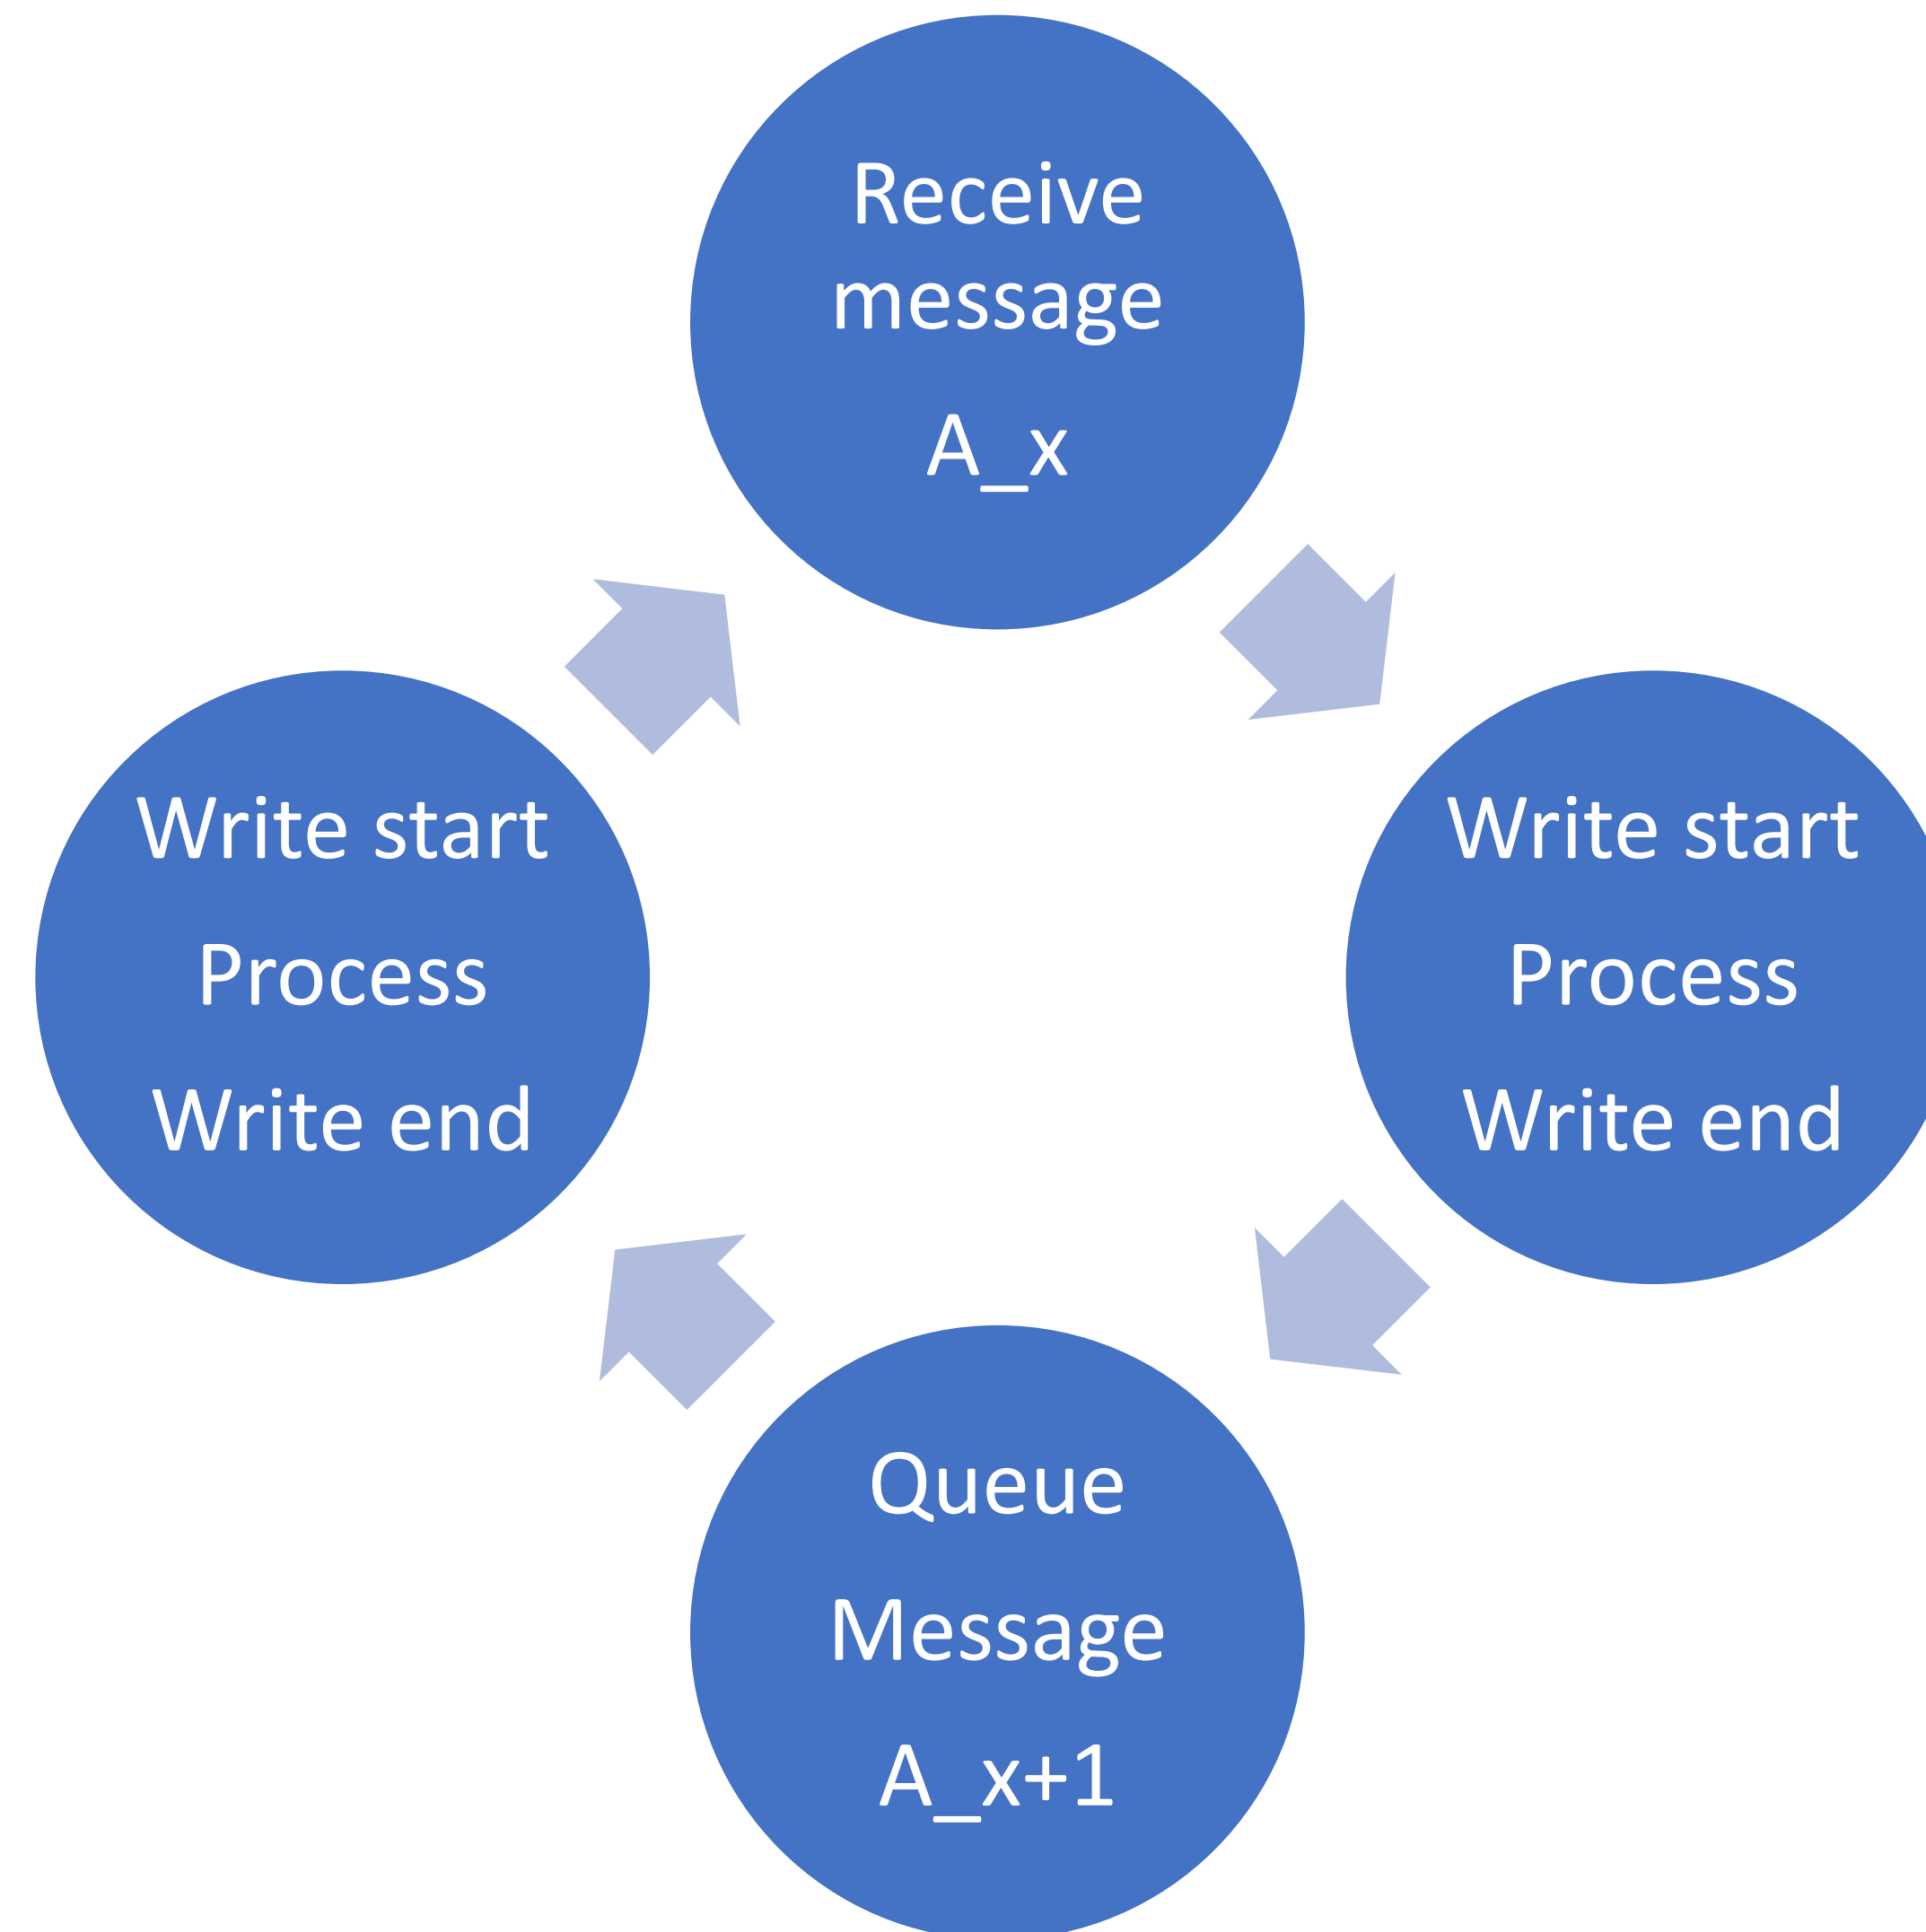 Receive
message
A_x
Write start
Process
Write end
Write start
Process
Write end
Queue
Message
A_x+1